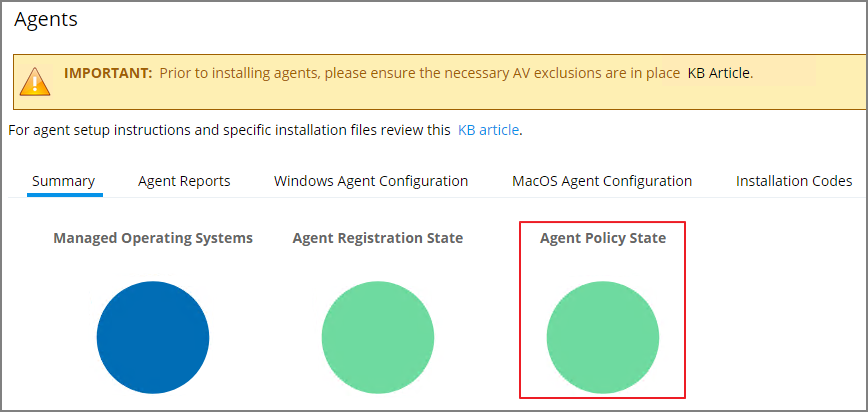 Agents
IMPORTANT: Prior to installing agents, please ensure the necessary AV exclusions are in place KB Article.
For agent setup instructions and specific installation files review this KB article.
Summary Agent Reports Windows Agent Configuration MacOS Agent Configuration Installation Codes
Managed Operating Systems Agent Registration State Agent Policy State